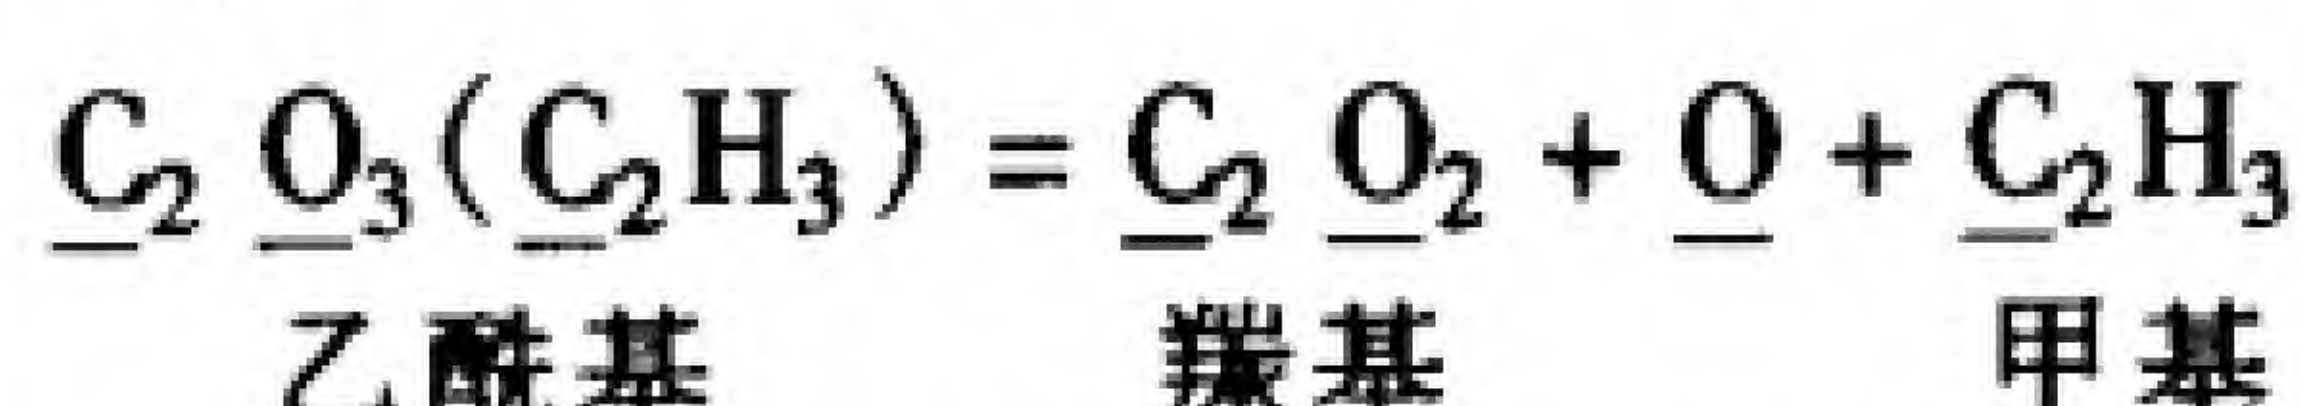 C₂ O₃(C₂H₃) = C₂ O₂ + O + C₂H₃
乙酰基 羰基 甲基